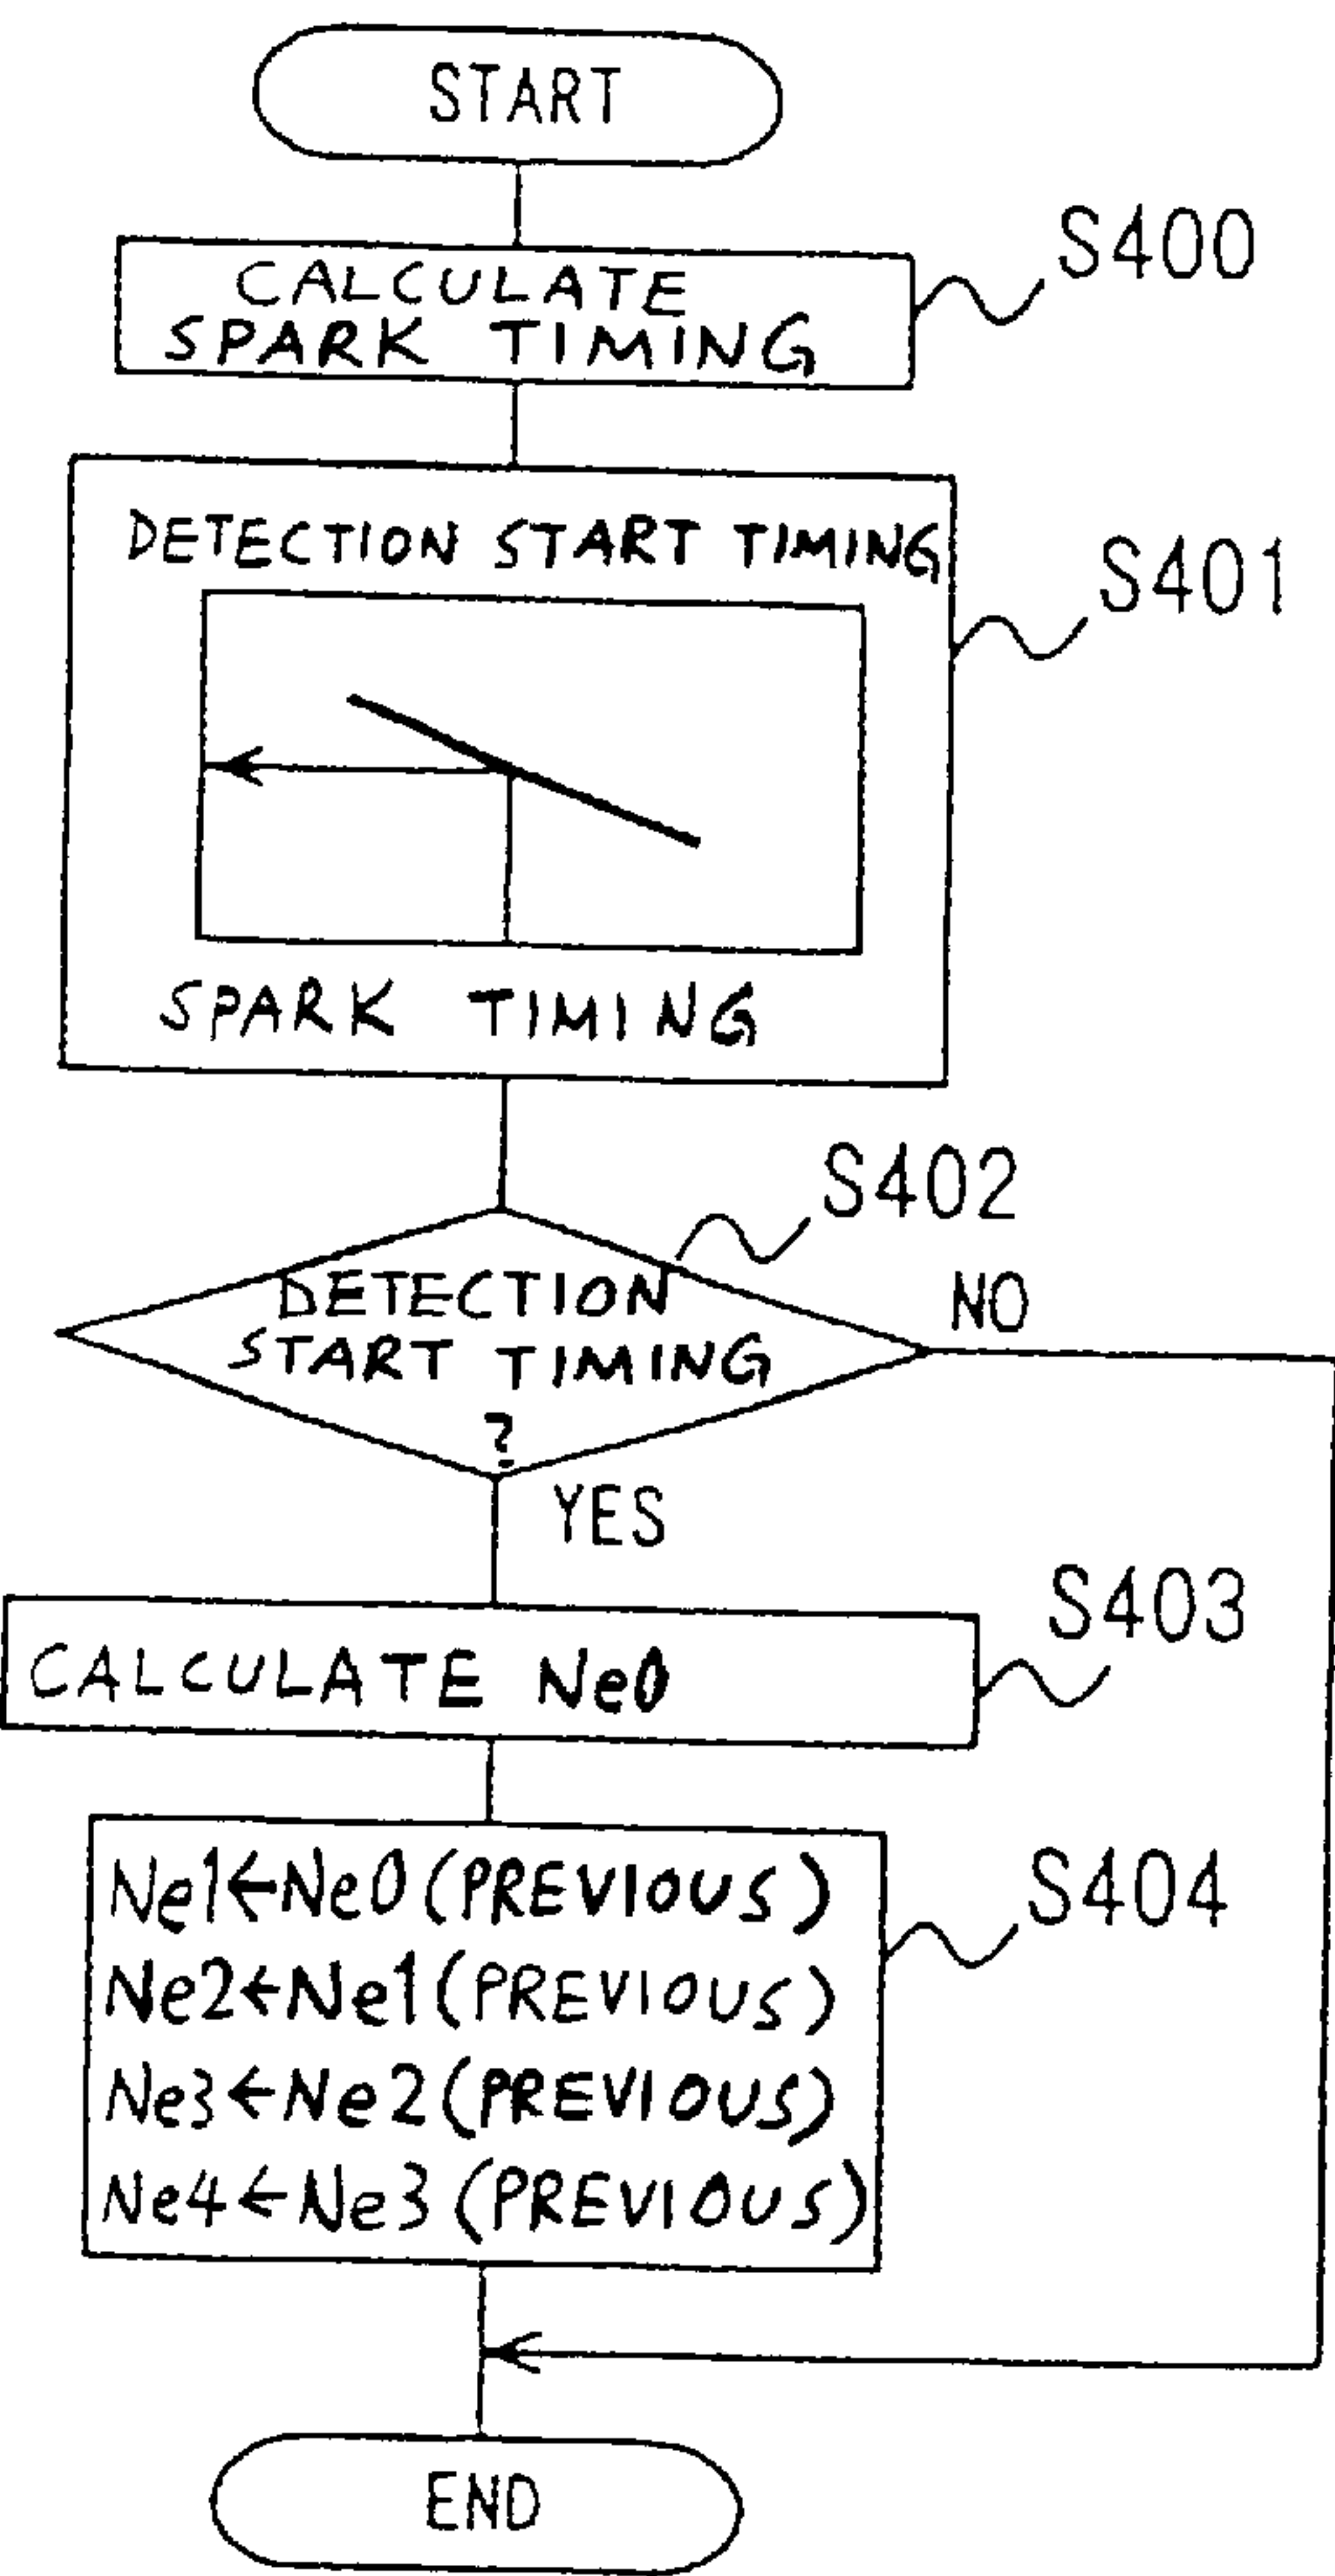 START
S400
CALCULATE
SPARK TIMING
DETECTION START TIMING
S401
SPARK TIMING
S402
DETECTION
START TIMING
?
NO
YES
S403
CALCULATE Ne0
S404
Ne1←Ne0 (PREVIOUS)
Ne2←Ne1 (PREVIOUS)
Ne3←Ne2 (PREVIOUS)
Ne4←Ne3 (PREVIOUS)
END